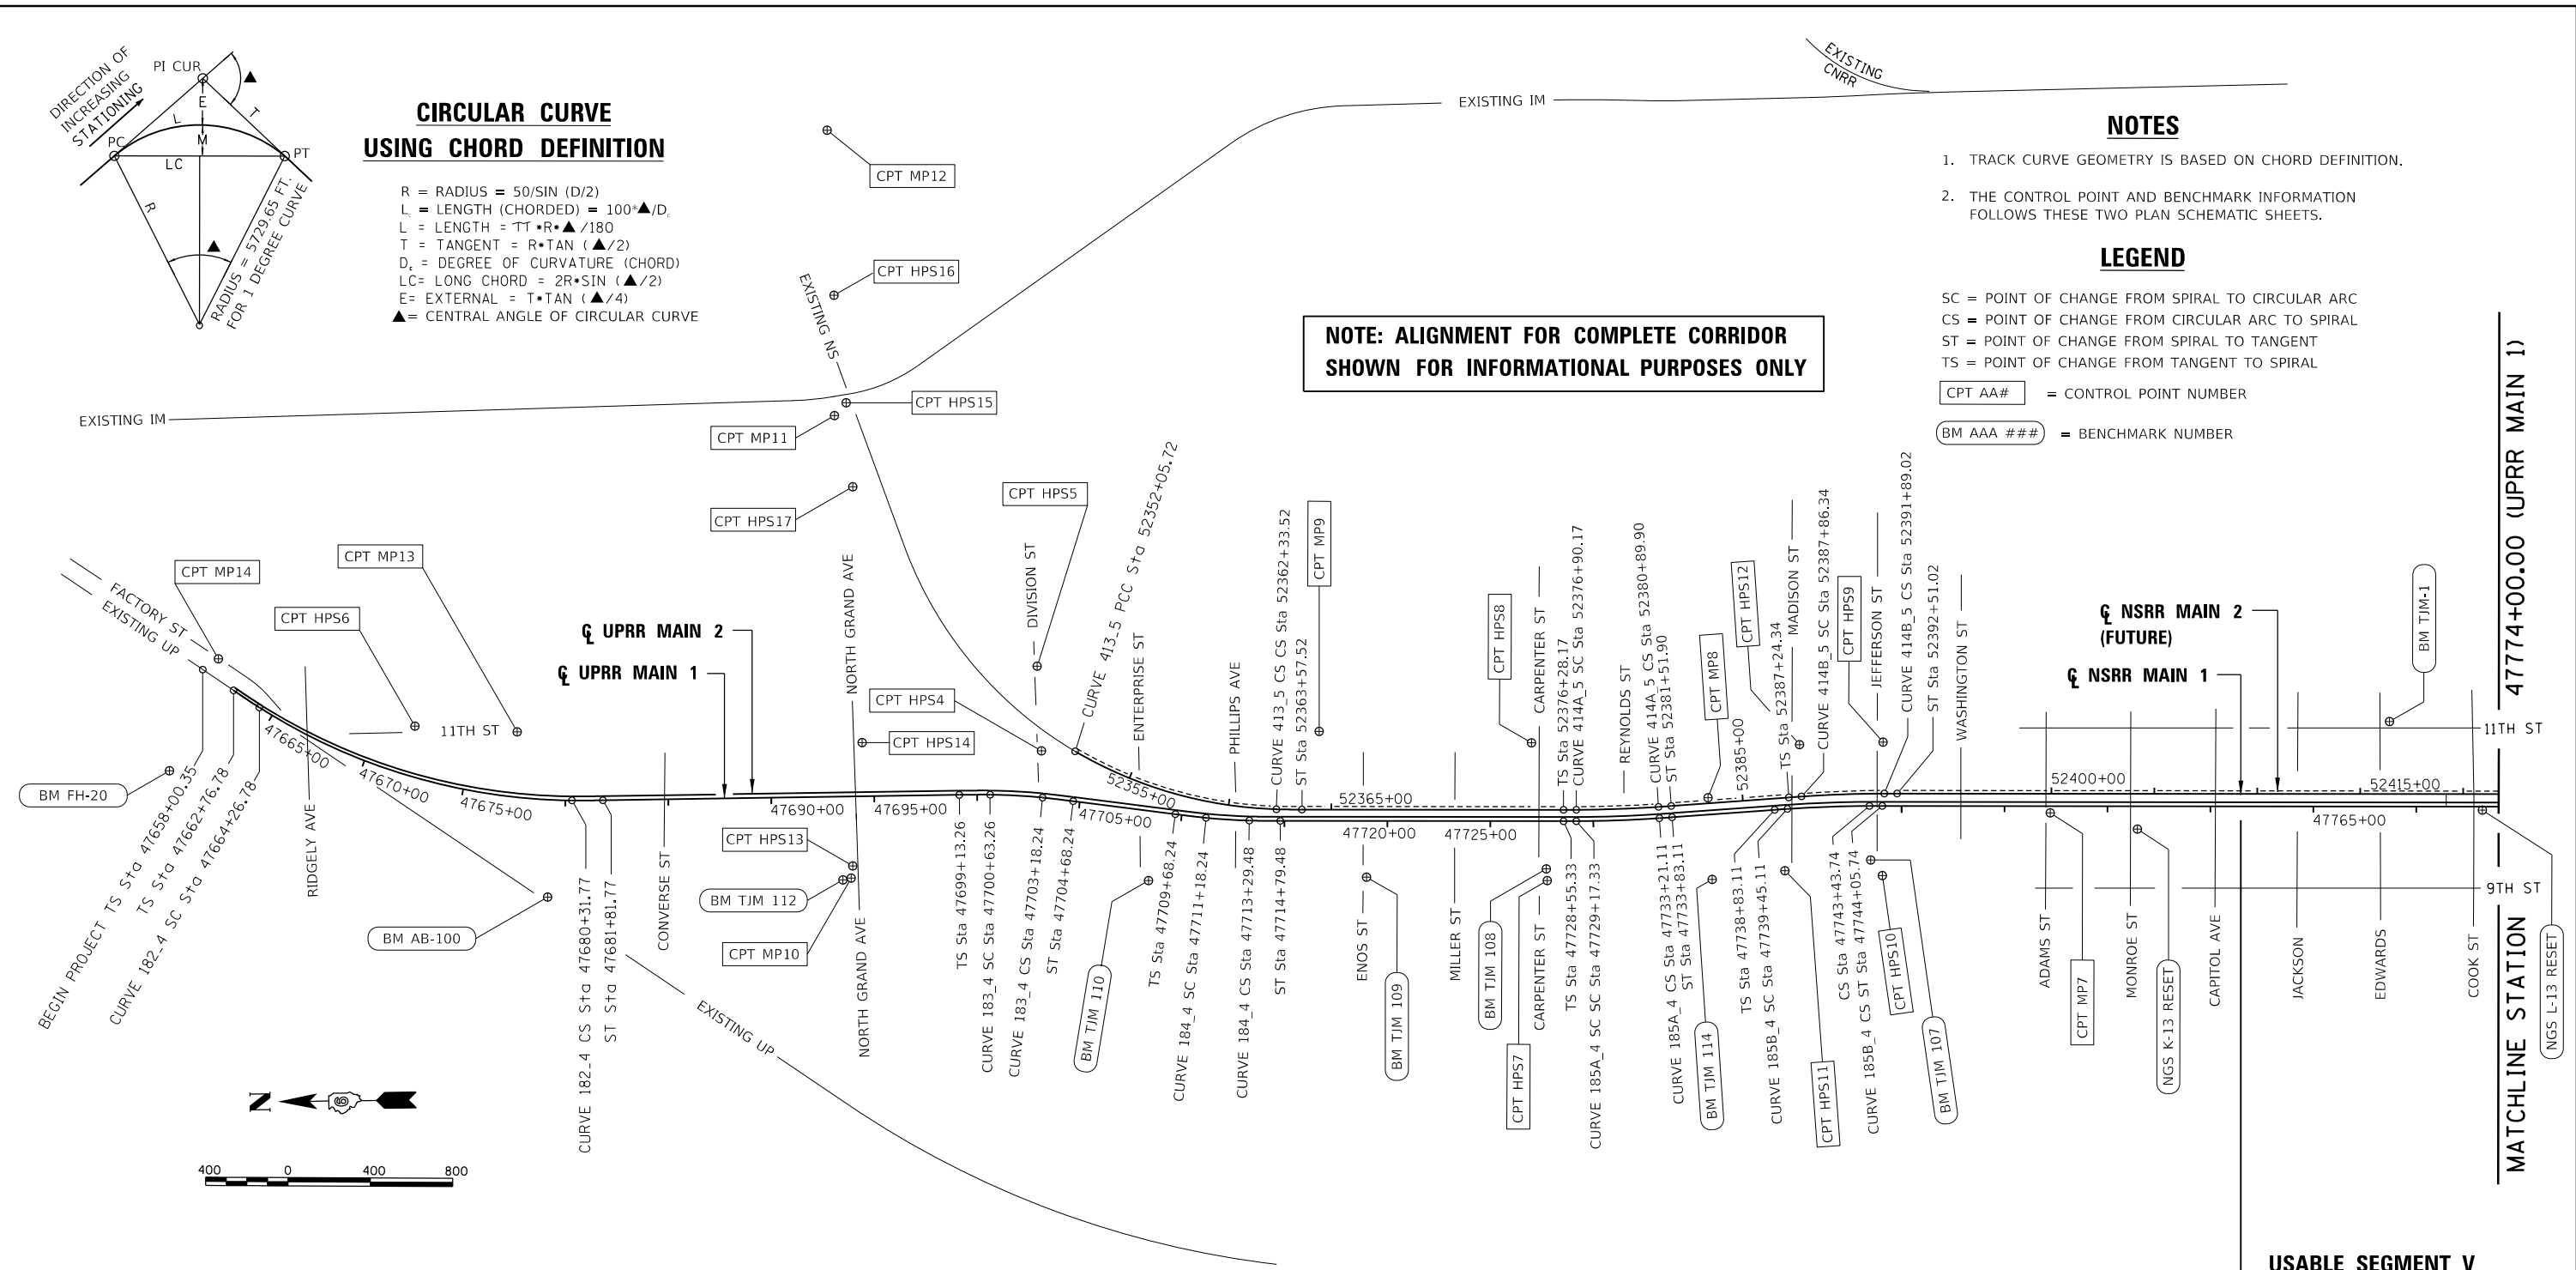 DIRECTION OF
INCREASING
STATIONING
PI CUR
E
T
L
M
PC
PT
LC
R
RADIUS = 5729.65 FT.
FOR 1 DEGREE CURVE
CIRCULAR CURVE
USING CHORD DEFINITION
R = RADIUS = 50/SIN (D/2)
Lc = LENGTH (CHORDED) = 100*▲/Dc
L = LENGTH = π*R*▲/180
T = TANGENT = R*TAN (▲/2)
Dc = DEGREE OF CURVATURE (CHORD)
LC= LONG CHORD = 2R*SIN (▲/2)
E= EXTERNAL = T*TAN (▲/4)
▲= CENTRAL ANGLE OF CIRCULAR CURVE
EXISTING IM
EXISTING CNRR
NOTES
1. TRACK CURVE GEOMETRY IS BASED ON CHORD DEFINITION.
2. THE CONTROL POINT AND BENCHMARK INFORMATION
FOLLOWS THESE TWO PLAN SCHEMATIC SHEETS.
LEGEND
SC = POINT OF CHANGE FROM SPIRAL TO CIRCULAR ARC
CS = POINT OF CHANGE FROM CIRCULAR ARC TO SPIRAL
ST = POINT OF CHANGE FROM SPIRAL TO TANGENT
TS = POINT OF CHANGE FROM TANGENT TO SPIRAL
CPT AA# = CONTROL POINT NUMBER
BM AAA ### = BENCHMARK NUMBER
NOTE: ALIGNMENT FOR COMPLETE CORRIDOR
SHOWN FOR INFORMATIONAL PURPOSES ONLY
CPT MP12
CPT HPS16
EXISTING NS
CPT HPS15
CPT MP11
CPT HPS17
EXISTING IM
CPT HPS5
CPT MP13
CPT MP14
CPT HPS6
FACTORY ST
EXISTING UP
11TH ST
℄ UPRR MAIN 2
℄ UPRR MAIN 1
NORTH GRAND AVE
CPT HPS4
CPT HPS14
DIVISION ST
CURVE 413_5 PCC Sta 52352+05.72
ENTERPRISE ST
PHILLIPS AVE
CURVE 413_5 CS CS Sta 52362+33.52
ST Sta 52363+57.52
CPT MP9
CPT HPS8
CARPENTER ST
TS Sta 52376+28.17
CURVE 414A_5 SC Sta 52376+90.17
REYNOLDS ST
CURVE 414A_5 CS Sta 52380+89.90
ST Sta 52381+51.90
CPT MP8
CPT HPS12
52385+00
TS Sta 52387+24.34
MADISON ST
CURVE 414B_5 SC Sta 52387+86.34
CPT HPS9
JEFFERSON ST
CURVE 414B_5 CS Sta 52391+89.02
ST Sta 52392+51.02
WASHINGTON ST
℄ NSRR MAIN 2
(FUTURE)
℄ NSRR MAIN 1
BM TJM-1
11TH ST
47774+00.00 (UPRR MAIN 1)
MATCHLINE STATION
47665+00
47670+00
47675+00
47690+00
47695+00
47705+00
52355+00
52365+00
47720+00
47725+00
52400+00
52415+00
47765+00
BM FH-20
BEGIN PROJECT TS Sta 47658+00.35
TS Sta 47662+76.78
CURVE 182_4 SC Sta 47664+26.78
RIDGELY AVE
BM AB-100
CURVE 182_4 CS Sta 47680+31.77
ST Sta 47681+81.77
CONVERSE ST
CPT HPS13
BM TJM 112
CPT MP10
NORTH GRAND AVE
EXISTING UP
TS Sta 47699+13.26
CURVE 183_4 SC Sta 47700+63.26
CURVE 183_4 CS Sta 47703+18.24
ST Sta 47704+68.24
BM TJM 110
TS Sta 47709+68.24
CURVE 184_4 SC Sta 47711+18.24
CURVE 184_4 CS Sta 47713+29.48
ST Sta 47714+79.48
ENOS ST
BM TJM 109
MILLER ST
BM TJM 108
CPT HPS7
CARPENTER ST
TS Sta 47728+55.33
CURVE 185A_4 SC SC Sta 47729+17.33
CURVE 185A_4 CS Sta 47733+21.11
ST Sta 47733+83.11
BM TJM 114
TS Sta 47738+83.11
CURVE 185B_4 SC Sta 47739+45.11
CPT HPS11
CS Sta 47743+43.74
CURVE 185B_4 CS ST Sta 47744+05.74
CPT HPS10
BM TJM 107
ADAMS ST
CPT MP7
MONROE ST
NGS K-13 RESET
CAPITOL AVE
JACKSON
EDWARDS
COOK ST
9TH ST
NGS L-13 RESET
N
400 0 400 800
USABLE SEGMENT V